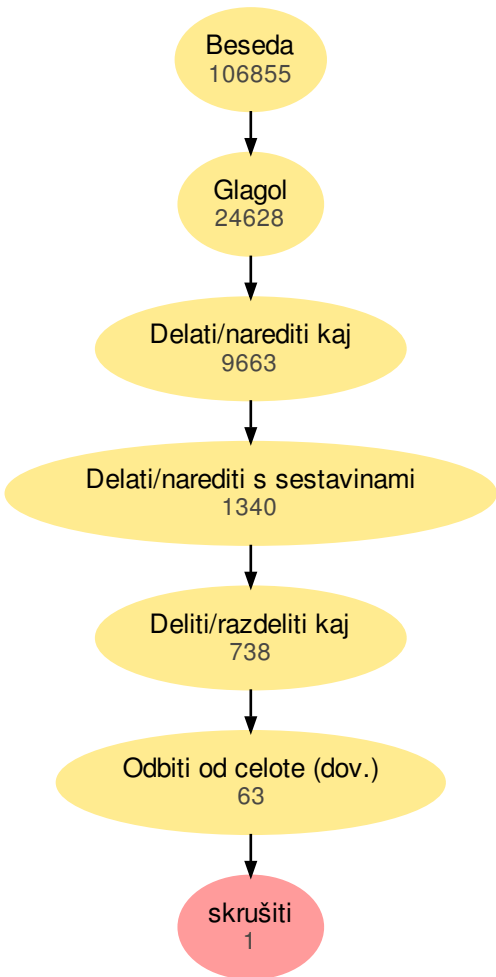 Beseda
106855
Glagol
24628
Delati/narediti kaj
9663
Delati/narediti s sestavinami
1340
Deliti/razdeliti kaj
738
Odbiti od celote (dov.)
63
skrušiti
1